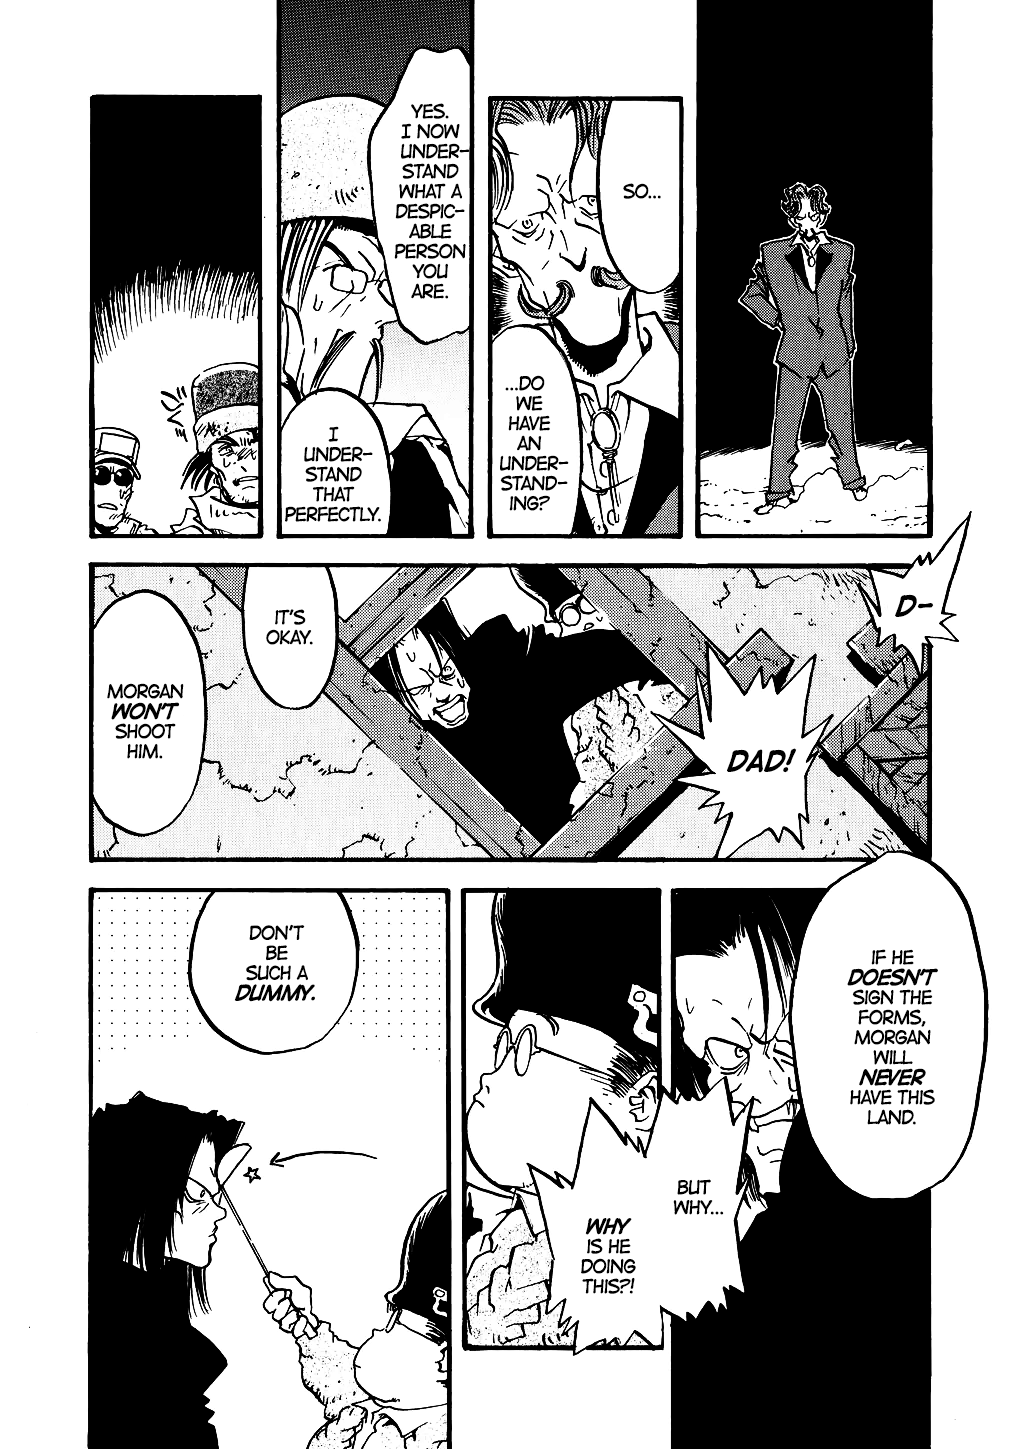 SO...
...DO
WE
HAVE
AN
UNDER-
STAND-
ING?
YES.
I NOW
UNDER-
STAND
WHAT A
DESPIC-
ABLE
PERSON
YOU
ARE.
I
UNDER-
STAND
THAT
PERFECTLY.
D-
DAD!
IT'S
OKAY.
MORGAN
WON'T
SHOOT
HIM.
IF HE
DOESN'T
SIGN THE
FORMS,
MORGAN
WILL
NEVER
HAVE THIS
LAND.
BUT
WHY...
WHY
IS HE
DOING
THIS?!
DON'T
BE
SUCH A
DUMMY.